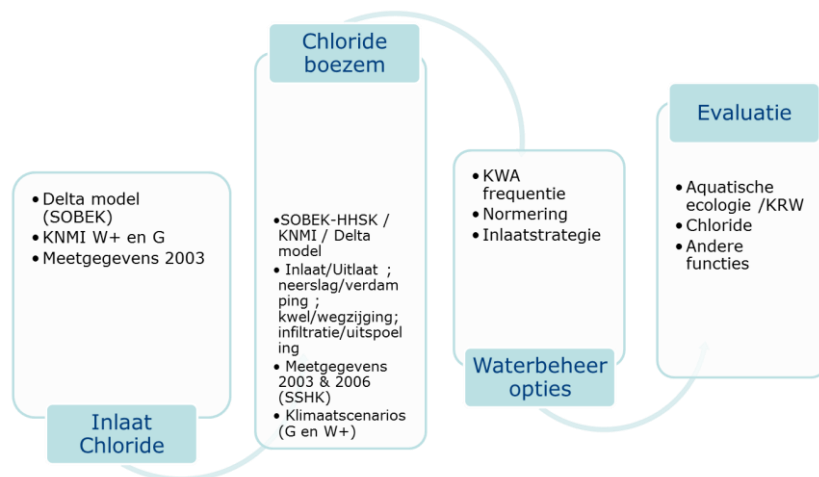 Inlaat
Chloride
• Delta model
(SOBEK)
• KNMI W+ en G
• Meetgegevens 2003
Chloride
boezem
• SOBEK-HHSK /
KNMI / Delta
model
• Inlaat/Uitlaat ;
neerslag/verdam
ping ;
kwel/wegzijging;
infiltratie/uitspoel
ing
• Meetgegevens
2003 & 2006
(SSHK)
• Klimaatscenarios
(G en W+)
• KWA
frequentie
• Normering
• Inlaatstrategie
Waterbeheer
opties
Evaluatie
• Aquatische
ecologie /KRW
• Chloride
• Andere
functies